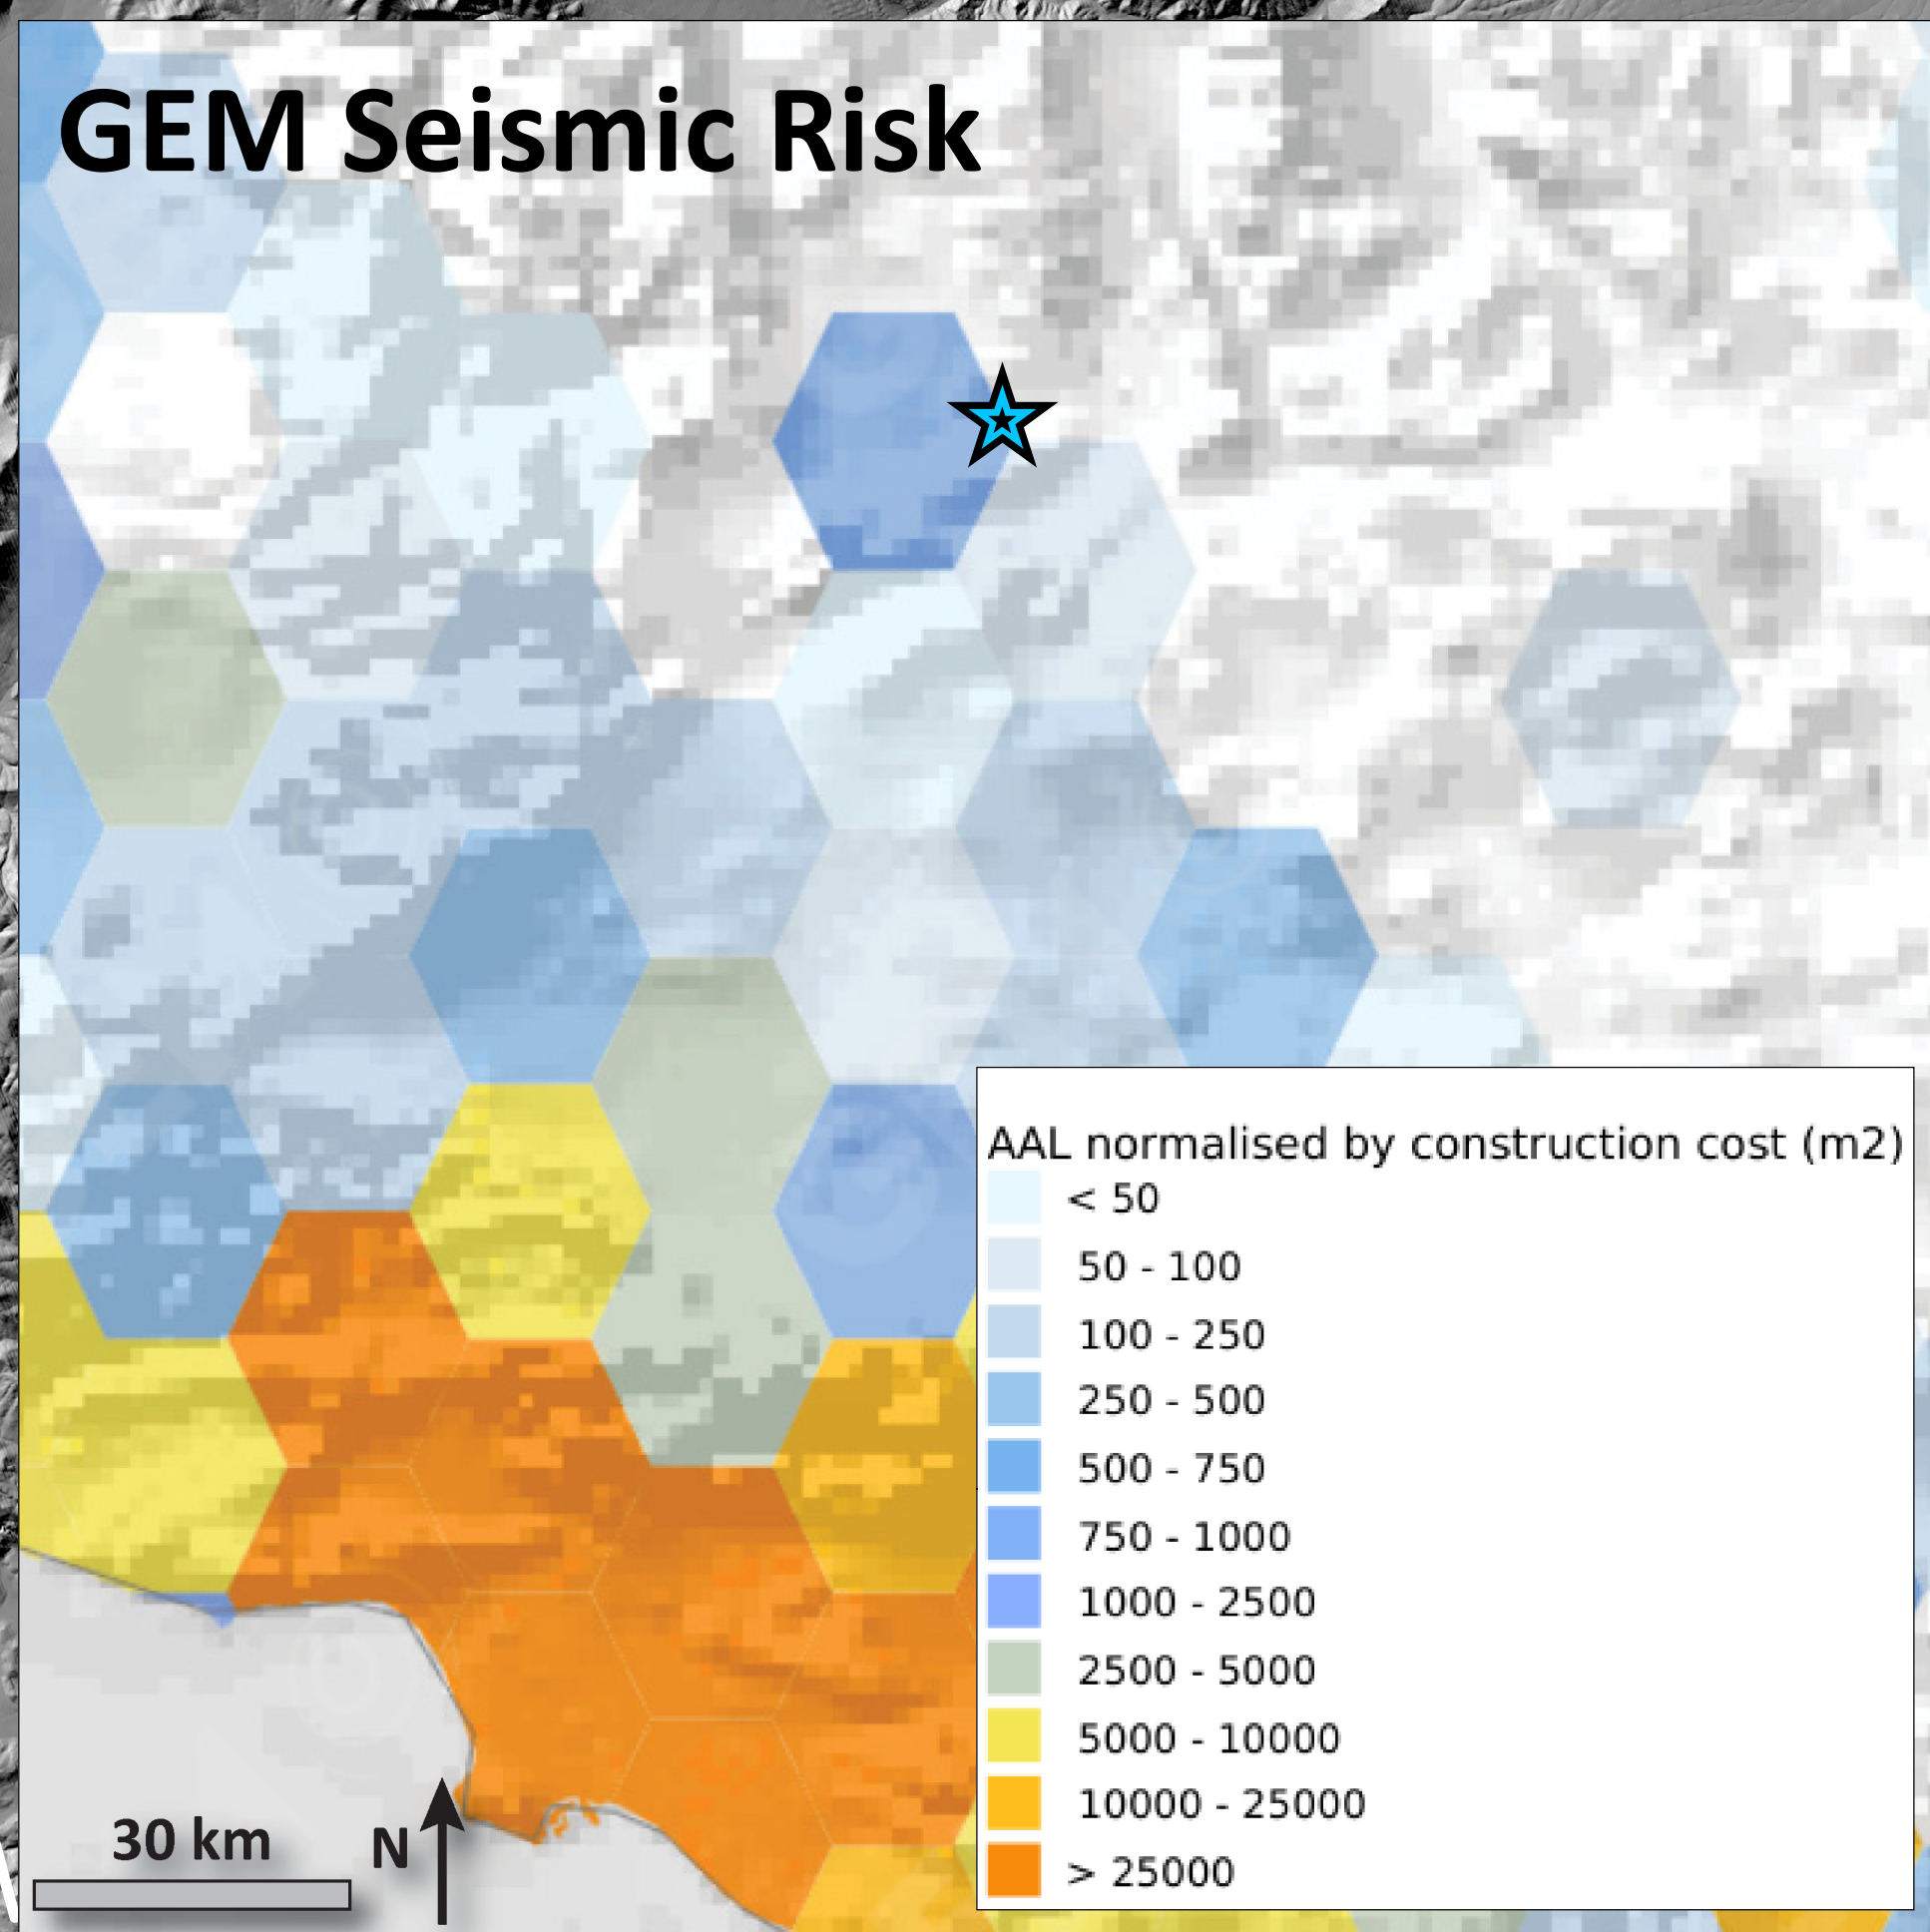 GEM Seismic Risk
AAL normalised by construction cost (m2)
< 50
50 - 100
100 - 250
250 - 500
500 - 750
750 - 1000
1000 - 2500
2500 - 5000
5000 - 10000
10000 - 25000
> 25000
30 km
N